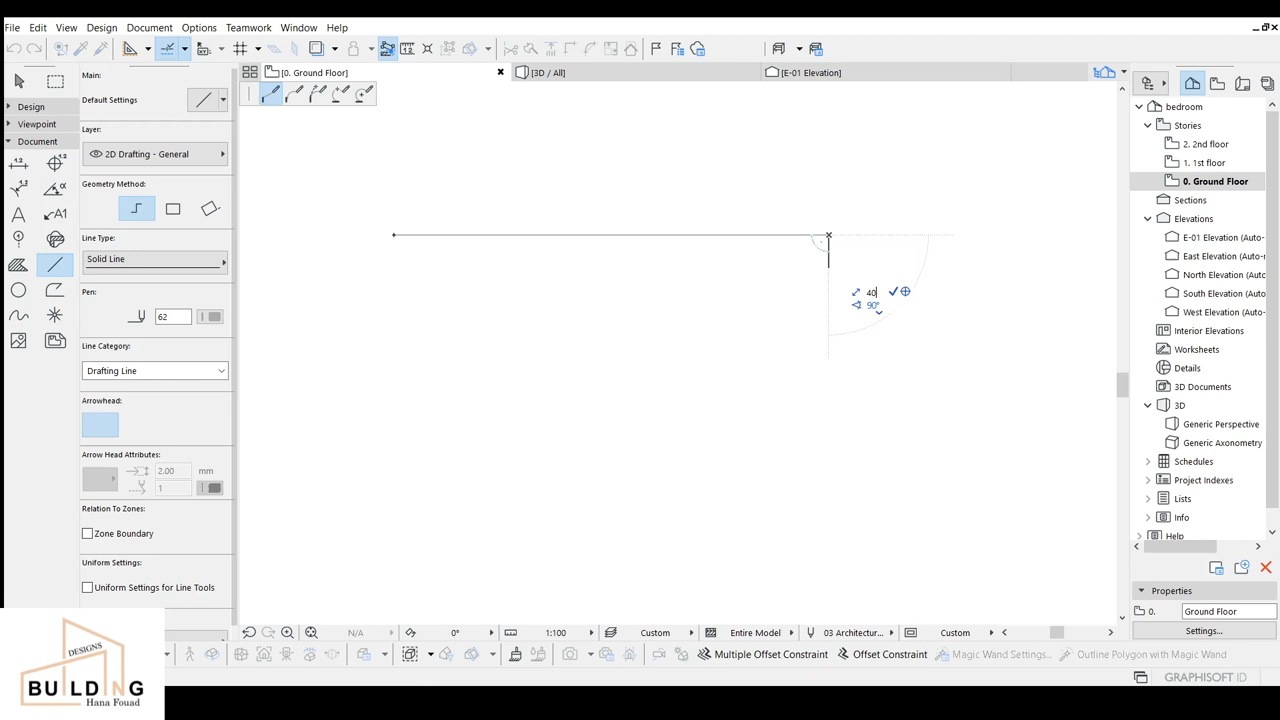 File Edit View Design Document Options Teamwork Window Help
[0. Ground Floor]
[3D / All]
[E-01 Elevation]
Design
Viewpoint
Document
1.2
1.2
A
A1
Main:
Default Settings
Layer:
2D Drafting - General
Geometry Method:
Line Type:
Solid Line
Pen:
62
Line Category:
Drafting Line
Arrowhead:
Arrow Head Attributes:
2.00 mm
1
Relation To Zones:
Zone Boundary
Uniform Settings:
Uniform Settings for Line Tools
40
90°
bedroom
Stories
2. 2nd floor
1. 1st floor
0. Ground Floor
Sections
Elevations
E-01 Elevation (Auto-
East Elevation (Auto-r
North Elevation (Auto-
South Elevation (Auto-
West Elevation (Auto-
Interior Elevations
Worksheets
Details
3D Documents
3D
Generic Perspective
Generic Axonometry
Schedules
Project Indexes
Lists
Info
Help
Properties
0. Ground Floor
Settings...
N/A 0° 1:100 Custom Entire Model 03 Architectur... Custom
Multiple Offset Constraint Offset Constraint Magic Wand Settings... Outline Polygon with Magic Wand
GRAPHISOFT ID
DESIGNS
BUILDING
Hana Fouad